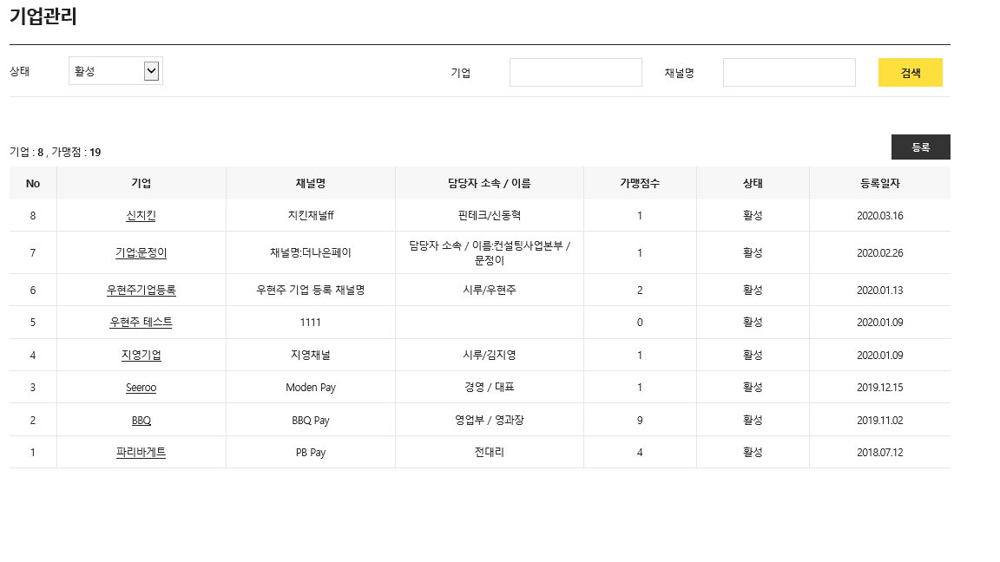 기업관리
상태 활성 기업 채널명 검색
기업 : 8 , 가맹점 : 19 등록
No 기업 채널명 담당자 소속 / 이름 가맹점수 상태 등록일자
8 신치킨 치킨채널ff 핀테크/신동혁 1 활성 2020.03.16
7 기업:문정이 채널명:더나은페이 담당자 소속 / 이름:컨설팅사업본부 / 1 활성 2020.02.26
문정이
6 우현주기업등록 우현주 기업 등록 채널명 시루/우현주 2 활성 2020.01.13
5 우현주 테스트 1111 0 활성 2020.01.09
4 지영기업 지영채널 시루/김지영 1 활성 2020.01.09
3 Seeroo Moden Pay 경영 / 대표 1 활성 2019.12.15
2 BBQ BBQ Pay 영업부 / 영과장 9 활성 2019.11.02
1 파리바게트 PB Pay 전대리 4 활성 2018.07.12